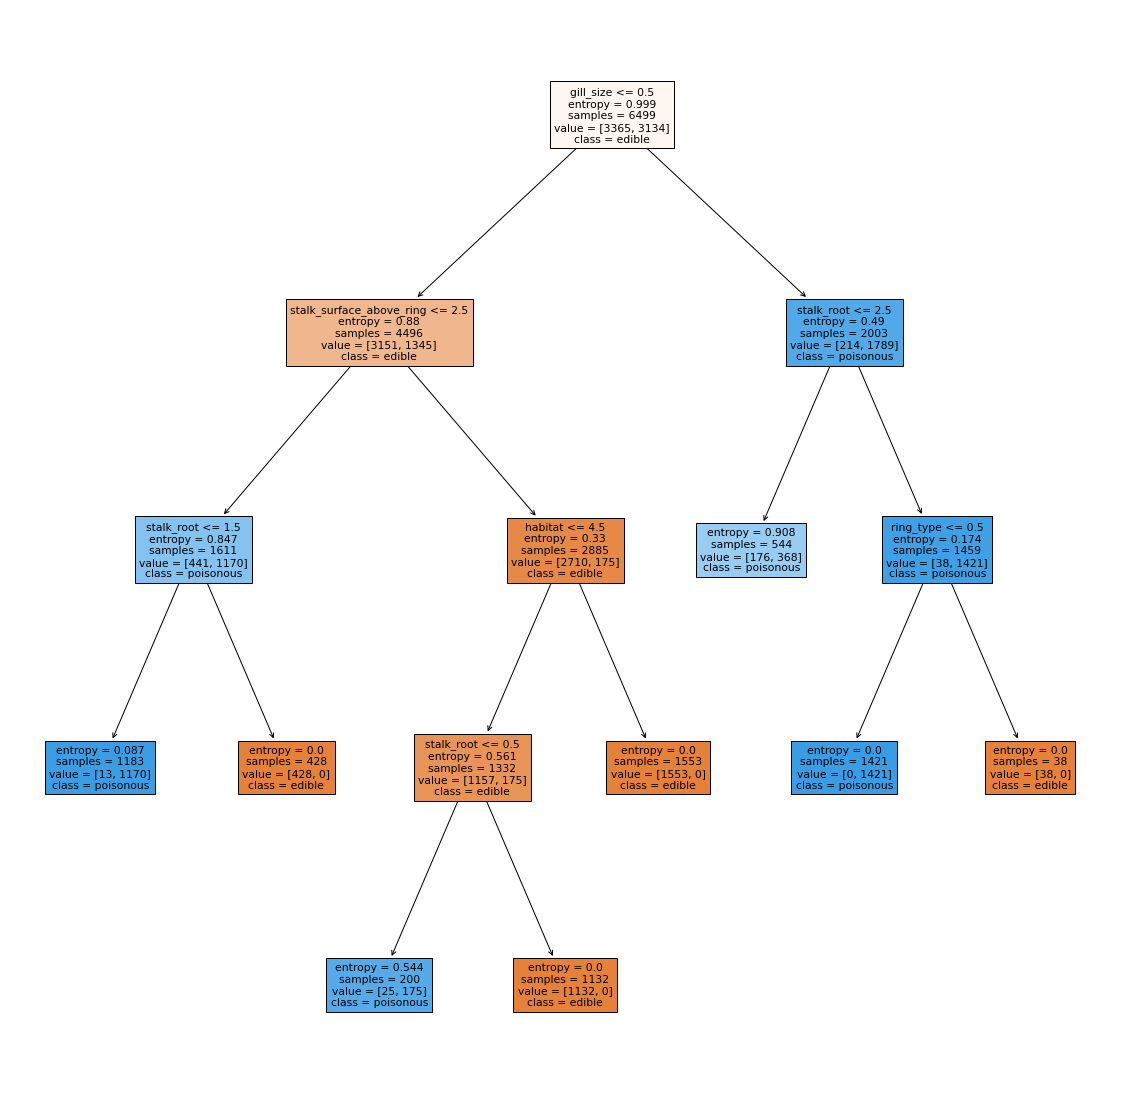 gill_size <= 0.5
entropy = 0.999
samples = 6499
value = [3365, 3134]
class = edible
stalk_surface_above_ring <= 2.5
entropy = 0.88
samples = 4496
value = [3151, 1345]
class = edible
stalk_root <= 2.5
entropy = 0.49
samples = 2003
value = [214, 1789]
class = poisonous
stalk_root <= 1.5
entropy = 0.847
samples = 1611
value = [441, 1170]
class = poisonous
habitat <= 4.5
entropy = 0.33
samples = 2885
value = [2710, 175]
class = edible
entropy = 0.908
samples = 544
value = [176, 368]
class = poisonous
ring_type <= 0.5
entropy = 0.174
samples = 1459
value = [38, 1421]
class = poisonous
entropy = 0.087
samples = 1183
value = [13, 1170]
class = poisonous
entropy = 0.0
samples = 428
value = [428, 0]
class = edible
stalk_root <= 0.5
entropy = 0.561
samples = 1332
value = [1157, 175]
class = edible
entropy = 0.0
samples = 1553
value = [1553, 0]
class = edible
entropy = 0.0
samples = 1421
value = [0, 1421]
class = poisonous
entropy = 0.0
samples = 38
value = [38, 0]
class = edible
entropy = 0.544
samples = 200
value = [25, 175]
class = poisonous
entropy = 0.0
samples = 1132
value = [1132, 0]
class = edible